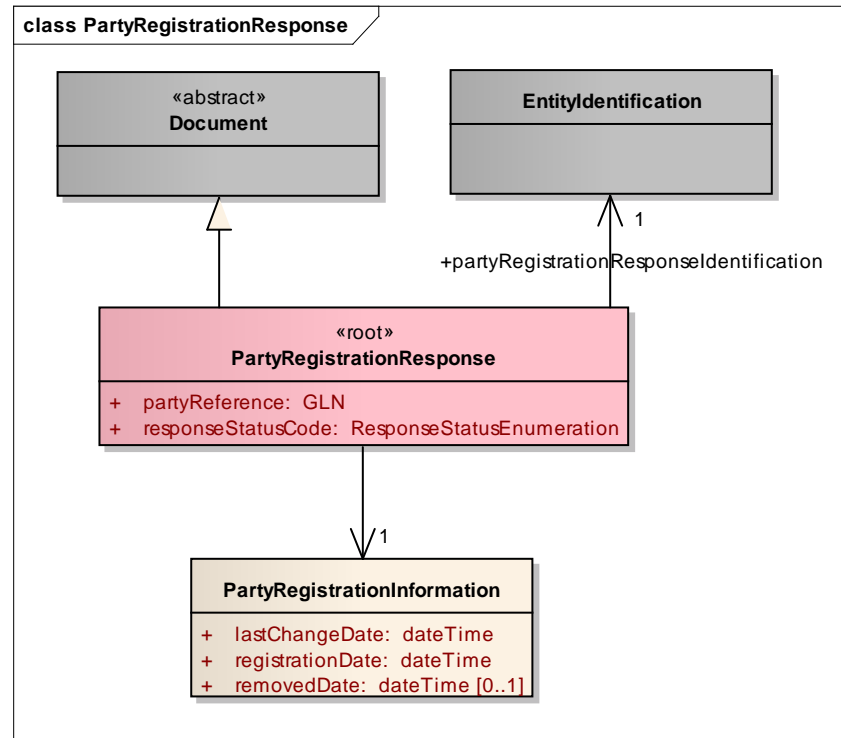 class PartyRegistrationResponse
«abstract»
Document
EntityIdentification
1
+partyRegistrationResponseIdentification
«root»
PartyRegistrationResponse
+ partyReference: GLN
+ responseStatusCode: ResponseStatusEnumeration
1
PartyRegistrationInformation
+ lastChangeDate: dateTime
+ registrationDate: dateTime
+ removedDate: dateTime [0..1]